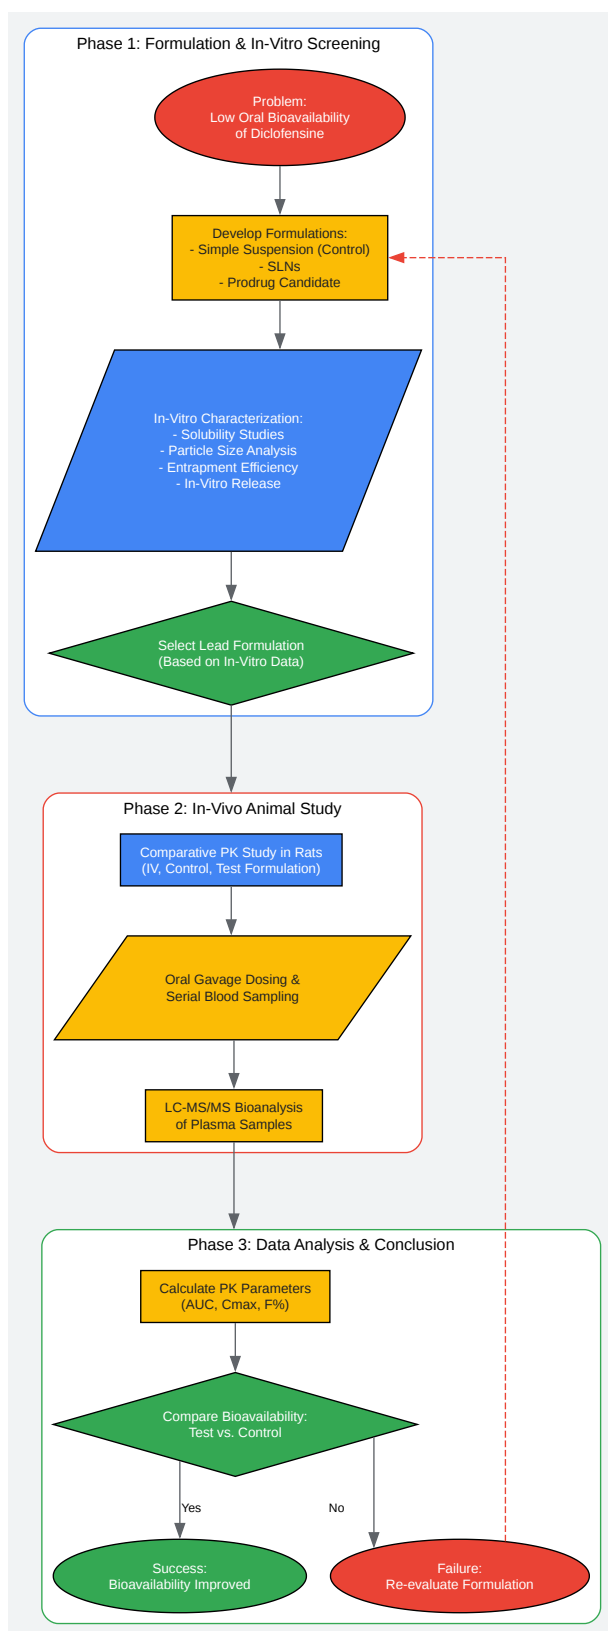 Phase 1: Formulation & In-Vitro Screening
Problem:
Low Oral Bioavailability
of Diclofensine
Develop Formulations:
- Simple Suspension (Control)
- SLNs
- Prodrug Candidate
In-Vitro Characterization:
- Solubility Studies
- Particle Size Analysis
- Entrapment Efficiency
- In-Vitro Release
Select Lead Formulation
(Based on In-Vitro Data)
Phase 2: In-Vivo Animal Study
Comparative PK Study in Rats
(IV, Control, Test Formulation)
Oral Gavage Dosing &
Serial Blood Sampling
LC-MS/MS Bioanalysis
of Plasma Samples
Phase 3: Data Analysis & Conclusion
Calculate PK Parameters
(AUC, Cmax, F%)
Compare Bioavailability:
Test vs. Control
Yes
No
Success:
Bioavailability Improved
Failure:
Re-evaluate Formulation